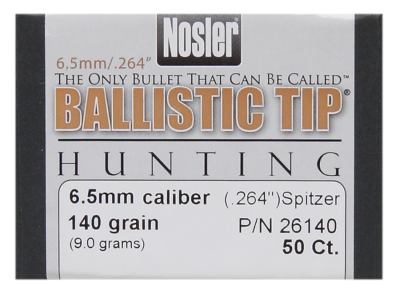 Nosler®
6.5mm/.264"
THE ONLY BULLET THAT CAN BE CALLED™
BALLISTIC TIP®
HUNTING
6.5mm caliber (.264")Spitzer
140 grain P/N 26140
(9.0 grams) 50 Ct.